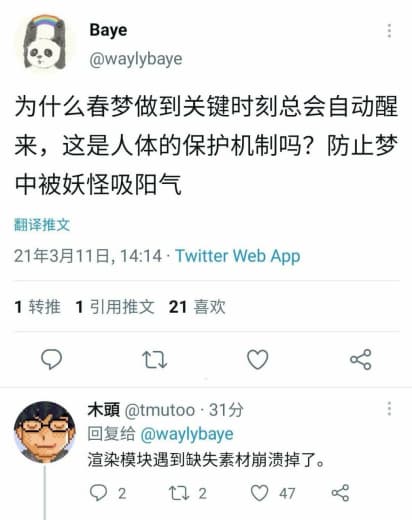 Baye
@waylybaye
为什么春梦做到关键时刻总会自动醒
来，这是人体的保护机制吗？防止梦
中被妖怪吸阳气
翻译推文
21年3月11日, 14:14 · Twitter Web App
1 转推 1 引用推文 21 喜欢
木頭 @tmutoo · 31分
回复给 @waylybaye
渲染模块遇到缺失素材崩溃掉了。
2 2 47